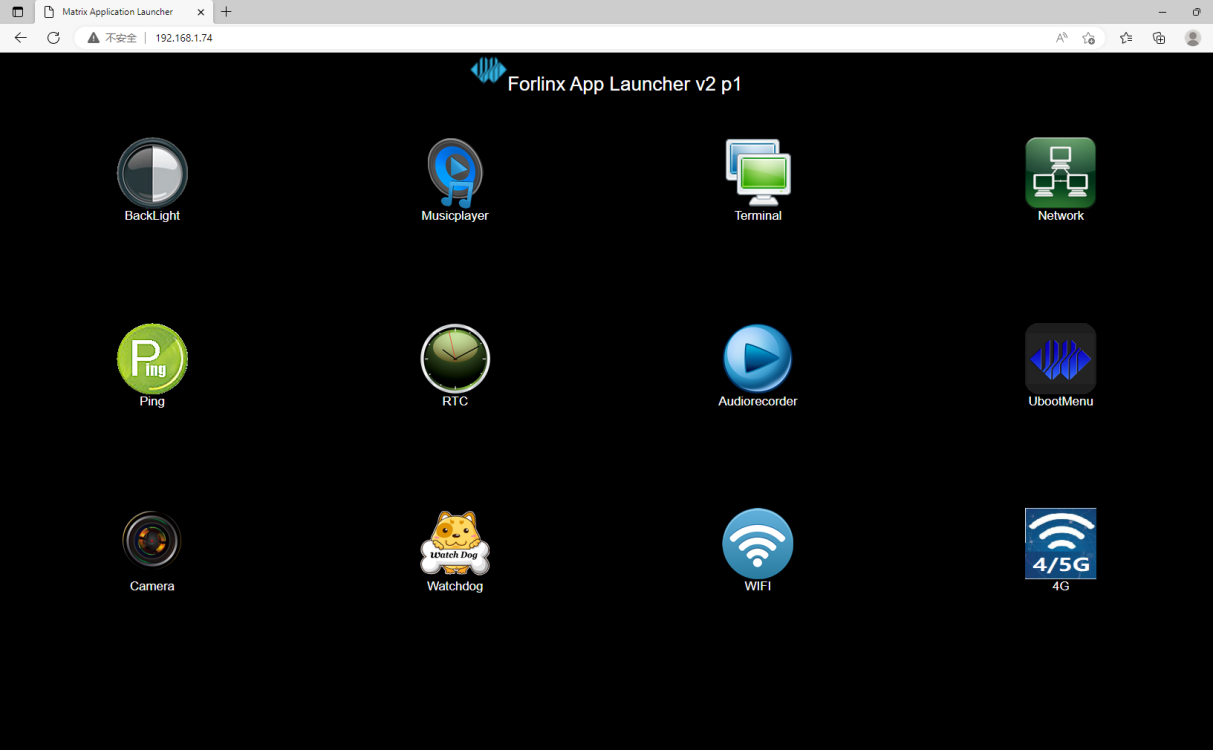 Matrix Application Launcher
不安全 192.168.1.74
Forlinx App Launcher v2 p1
BackLight
Musicplayer
Terminal
Network
Ping
Ping
RTC
Audiorecorder
UbootMenu
Watch Dog
4/5G
Camera
Watchdog
WIFI
4G